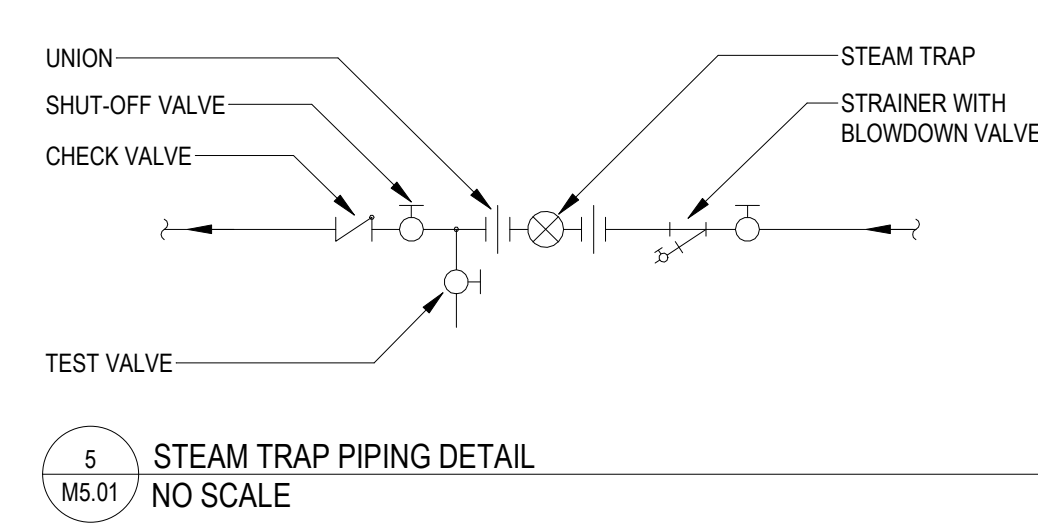 UNION
SHUT-OFF VALVE
CHECK VALVE
STEAM TRAP
STRAINER WITH
BLOWDOWN VALVE
TEST VALVE
5
M5.01
STEAM TRAP PIPING DETAIL
NO SCALE